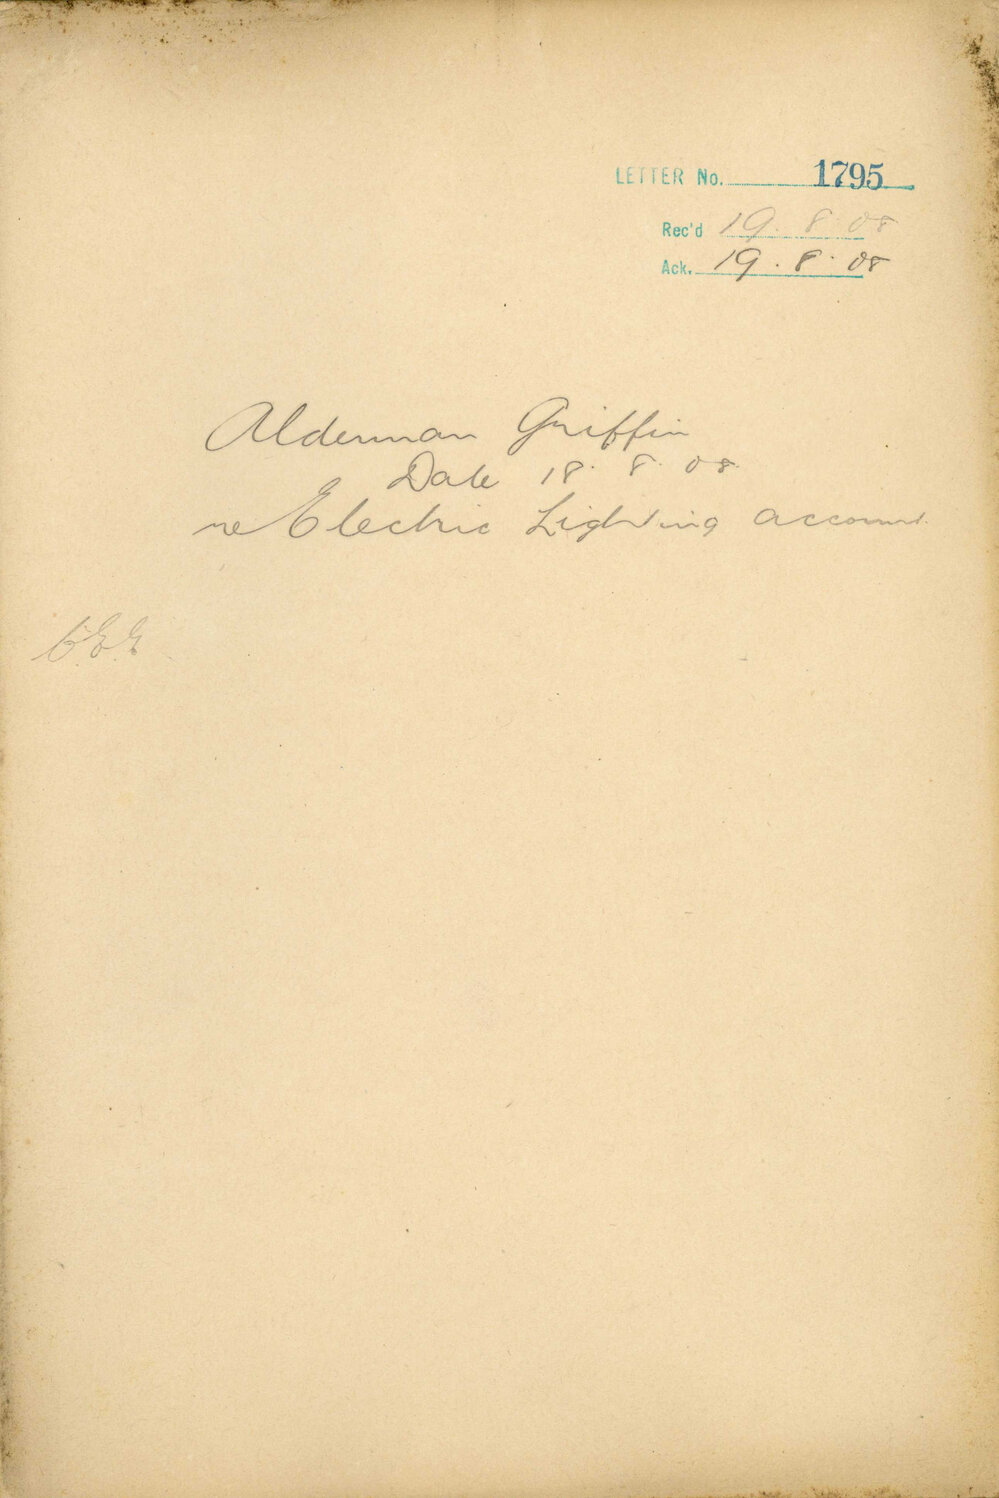 LETTER No. 1795
Rec'd 19. 8. 08
Ack. 19. 8. 08
Alderman Griffin
Date 18. 8. 08.
re Electric Lighting account.